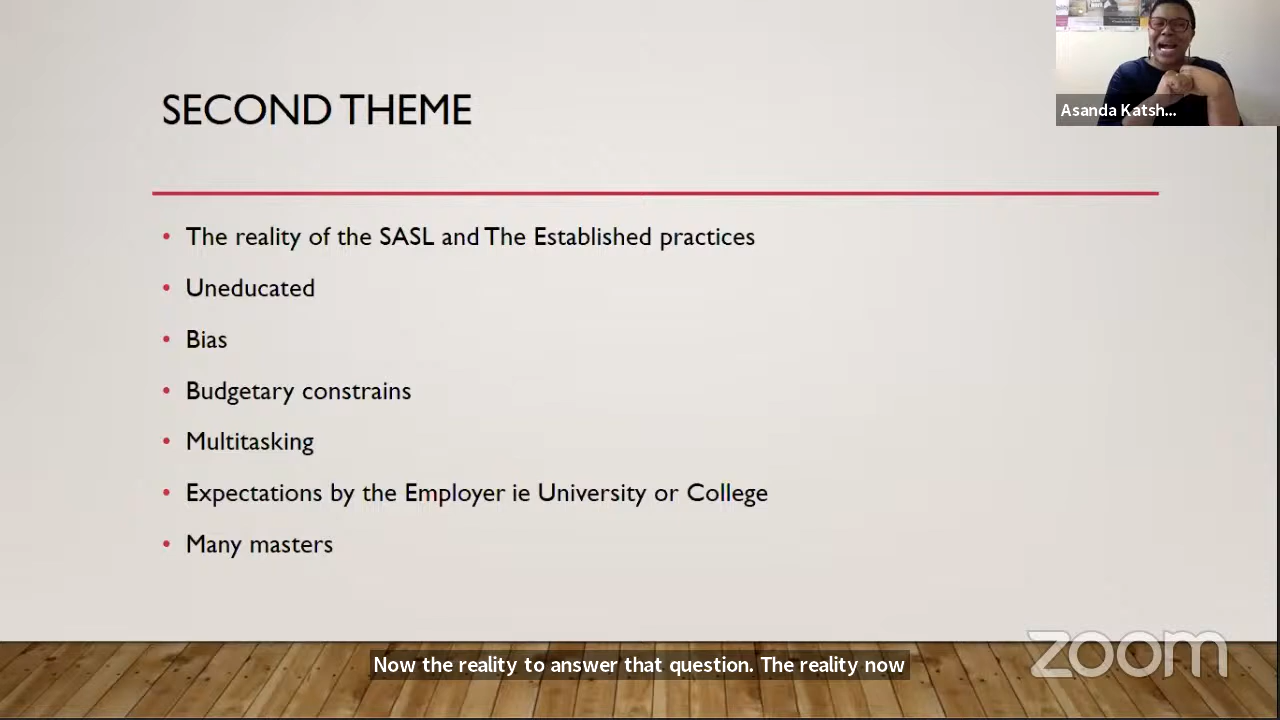 SECOND THEME
Asanda Katsh...
• The reality of the SASL and The Established practices
• Uneducated
• Bias
• Budgetary constrains
• Multitasking
• Expectations by the Employer ie University or College
• Many masters
Now the reality to answer that question. The reality now
zoom